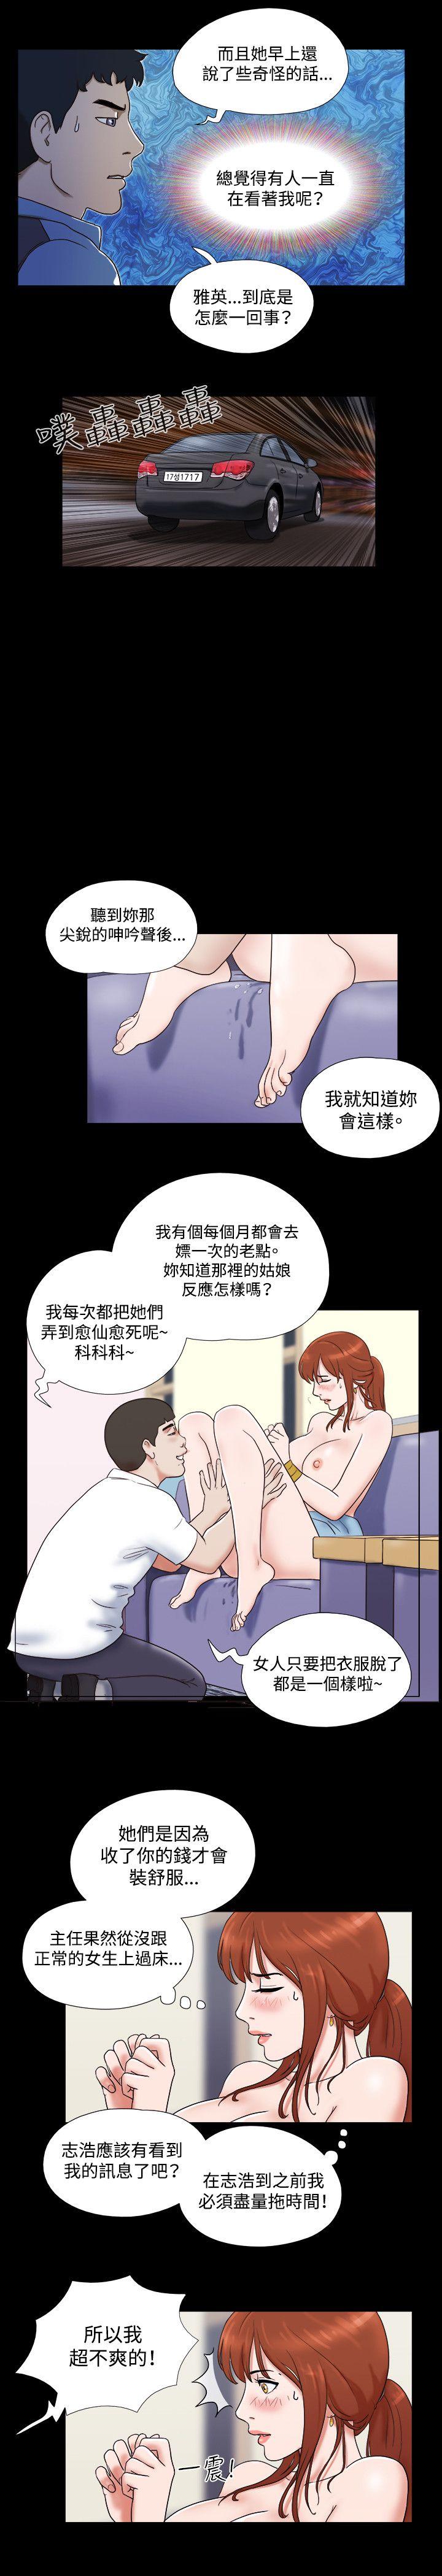 而且她早上還
說了些奇怪的話...
總覺得有人一直
在看著我呢?
雅英...到底是
怎麼一回事?
噗轟轟轟
17성1717
聽到妳那
尖銳的呻吟聲後...
我就知道妳
會這樣。
我有個每個月都會去
嫖一次的老點。
妳知道那裡的姑娘
反應怎樣嗎?
我每次都把她們
弄到愈仙愈死呢~
科科科~
女人只要把衣服脫了
都是一個樣啦~
她們是因為
收了你的錢才會
裝舒服...
主任果然從沒跟
正常的女生上過床...
志浩應該有看到
我的訊息了吧?
在志浩到之前我
必須盡量拖時間!
所以我
超不爽的!
一震!